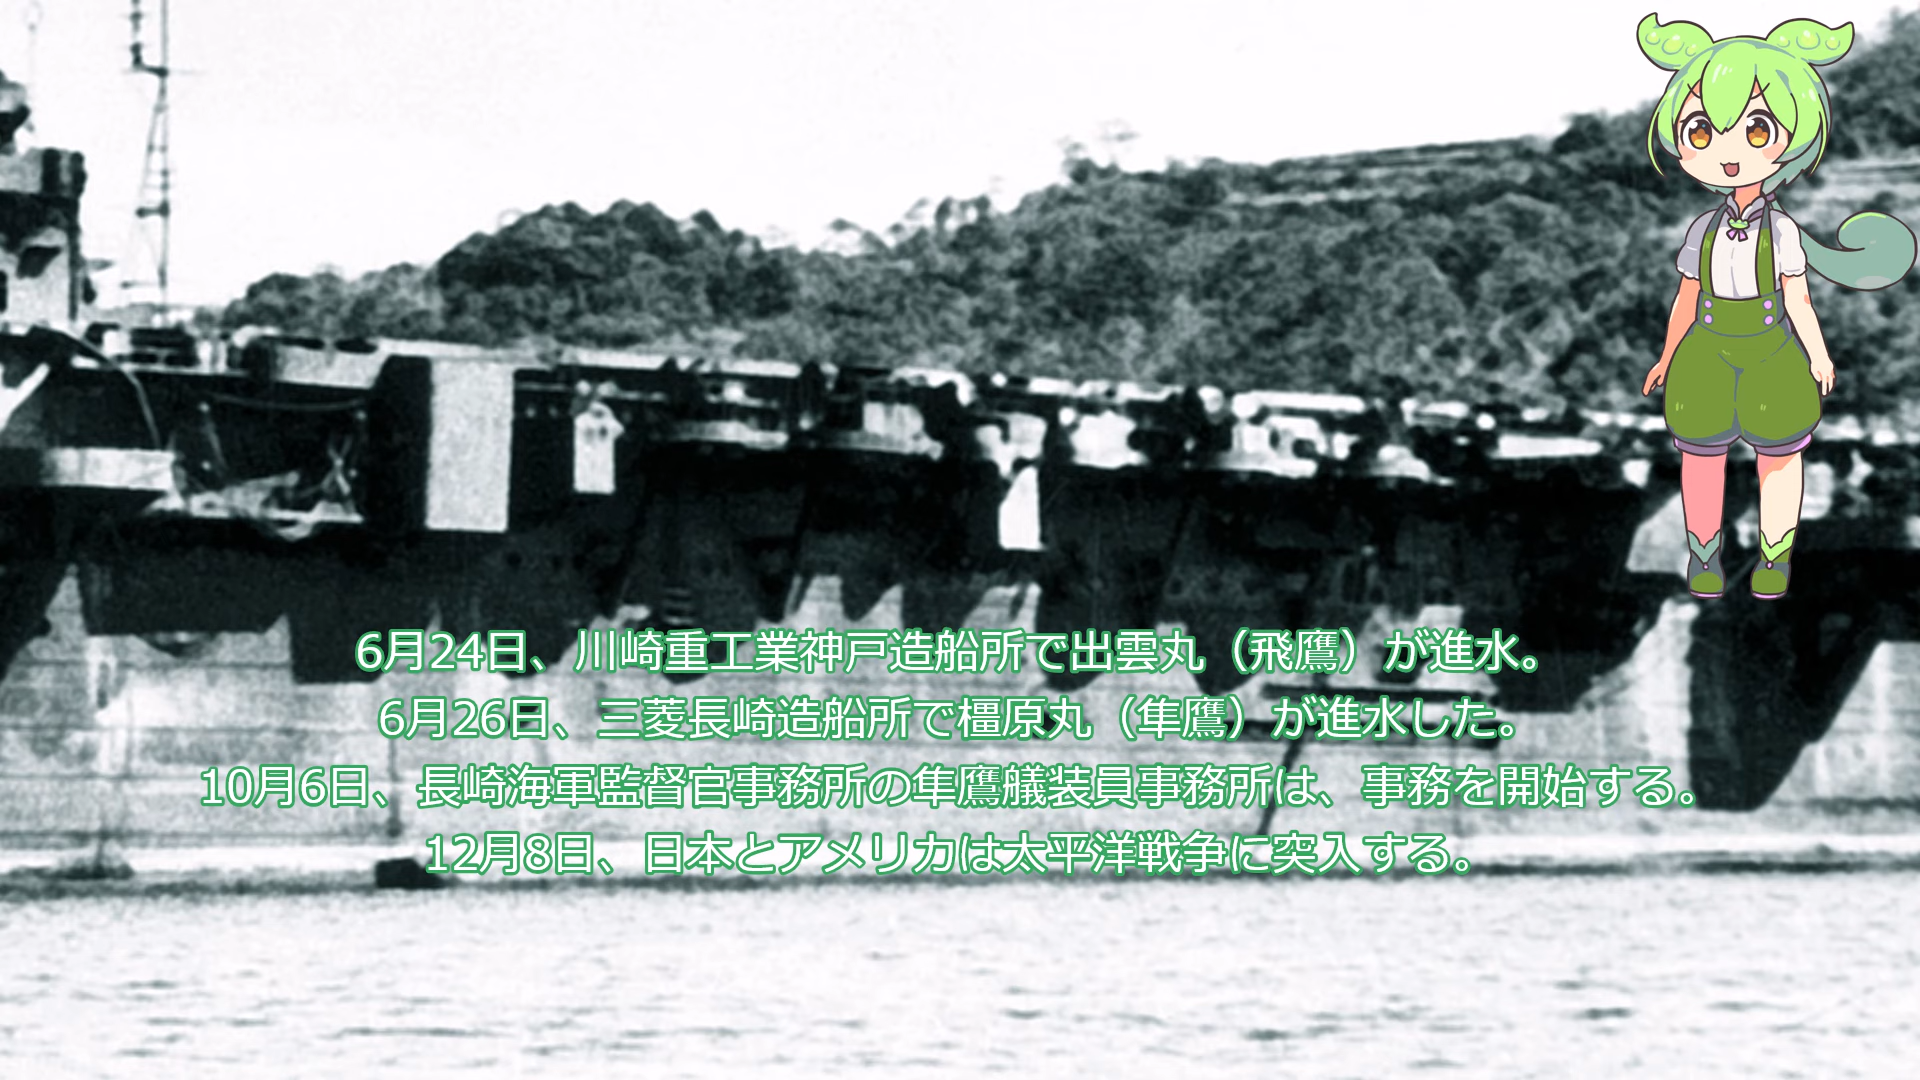 6月24日、川崎重工業神戸造船所で出雲丸（飛鷹）が進水。
6月26日、三菱長崎造船所で橿原丸（隼鷹）が進水した。
10月6日、長崎海軍監督官事務所の隼鷹艤装員事務所は、事務を開始する。
12月8日、日本とアメリカは太平洋戦争に突入する。